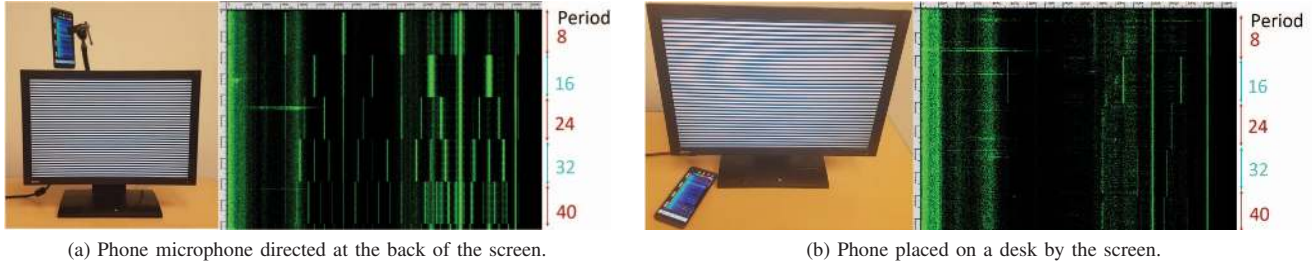 Period
8
16
24
32
40
(a) Phone microphone directed at the back of the screen.
Period
8
16
24
32
40
(b) Phone placed on a desk by the screen.